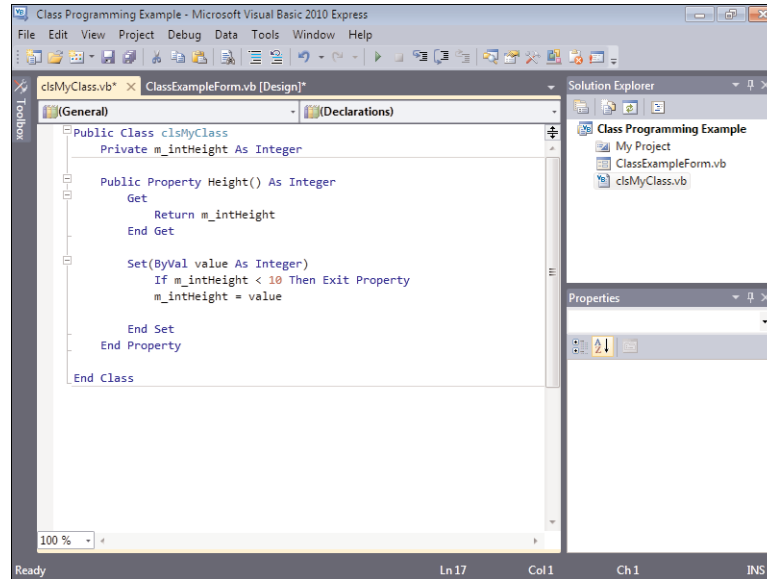 Class Programming Example - Microsoft Visual Basic 2010 Express
File Edit View Project Debug Data Tools Window Help
Toolbox
clsMyClass.vb* ClassExampleForm.vb [Design]*
(General) (Declarations)
Public Class clsMyClass
Private m_intHeight As Integer
Public Property Height() As Integer
Get
Return m_intHeight
End Get
Set(ByVal value As Integer)
If m_intHeight < 10 Then Exit Property
m_intHeight = value
End Set
End Property
End Class
100 %
Solution Explorer
Class Programming Example
My Project
ClassExampleForm.vb
clsMyClass.vb
Properties
Ready Ln 17 Col 1 Ch 1 INS